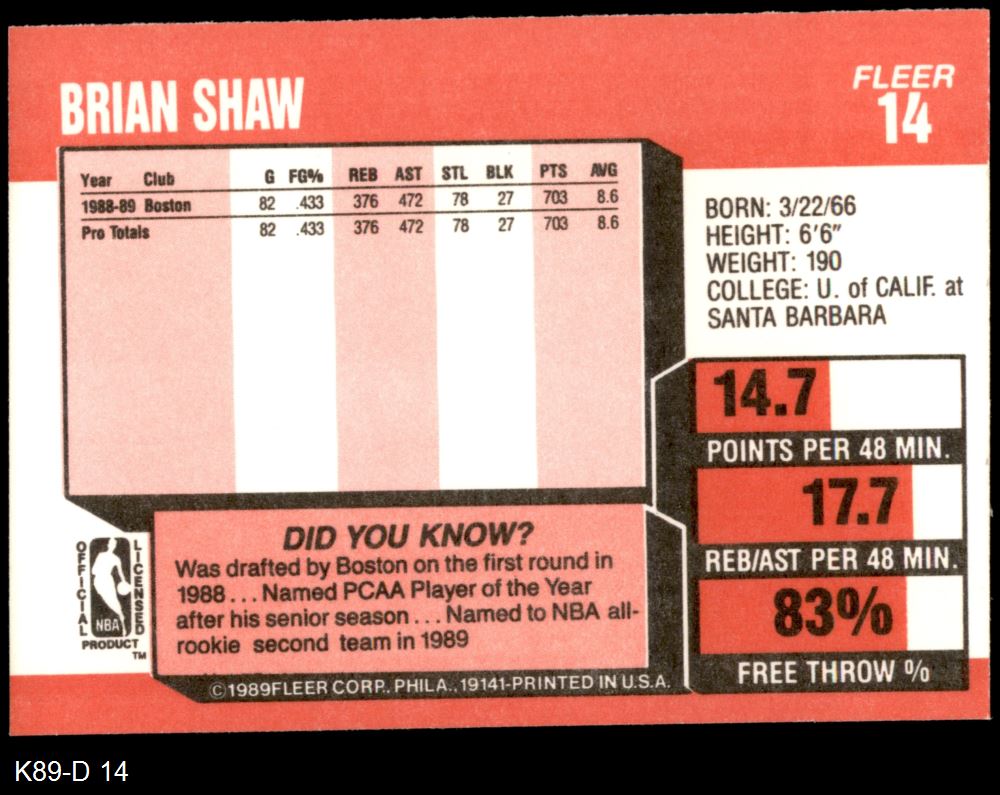 BRIAN SHAW
FLEER
14
Year Club G FG% REB AST STL BLK PTS AVG
1988-89 Boston 82 .433 376 472 78 27 703 8.6
Pro Totals 82 .433 376 472 78 27 703 8.6
BORN: 3/22/66
HEIGHT: 6'6"
WEIGHT: 190
COLLEGE: U. of CALIF. at
SANTA BARBARA
14.7
POINTS PER 48 MIN.
17.7
REB/AST PER 48 MIN.
83%
FREE THROW %
DID YOU KNOW?
Was drafted by Boston on the first round in
1988 . . . Named PCAA Player of the Year
after his senior season . . . Named to NBA all-
rookie second team in 1989
OFFICIAL
LICENSED
NBA
PRODUCT
TM
©1989FLEER CORP., PHILA., 19141-PRINTED IN U.S.A.
K89-D 14